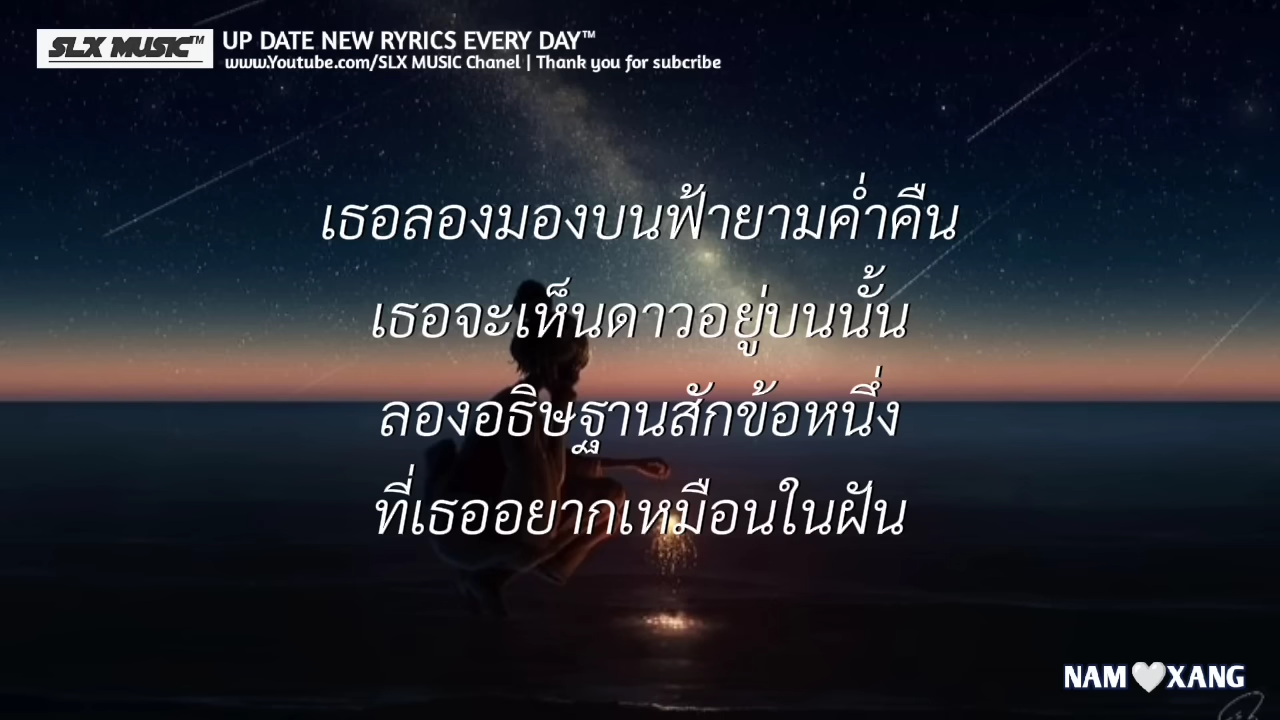 SLX MUSIC™
UP DATE NEW RYRICS EVERY DAY™
www.Youtube.com/SLX MUSIC Chanel | Thank you for subcribe
เธอลองมองบนฟ้ายามค่ำคืน
เธอจะเห็นดาวอยู่บนนั้น
ลองอธิษฐานสักข้อหนึ่ง
ที่เธออยากเหมือนในฝัน
NAM🤍XANG